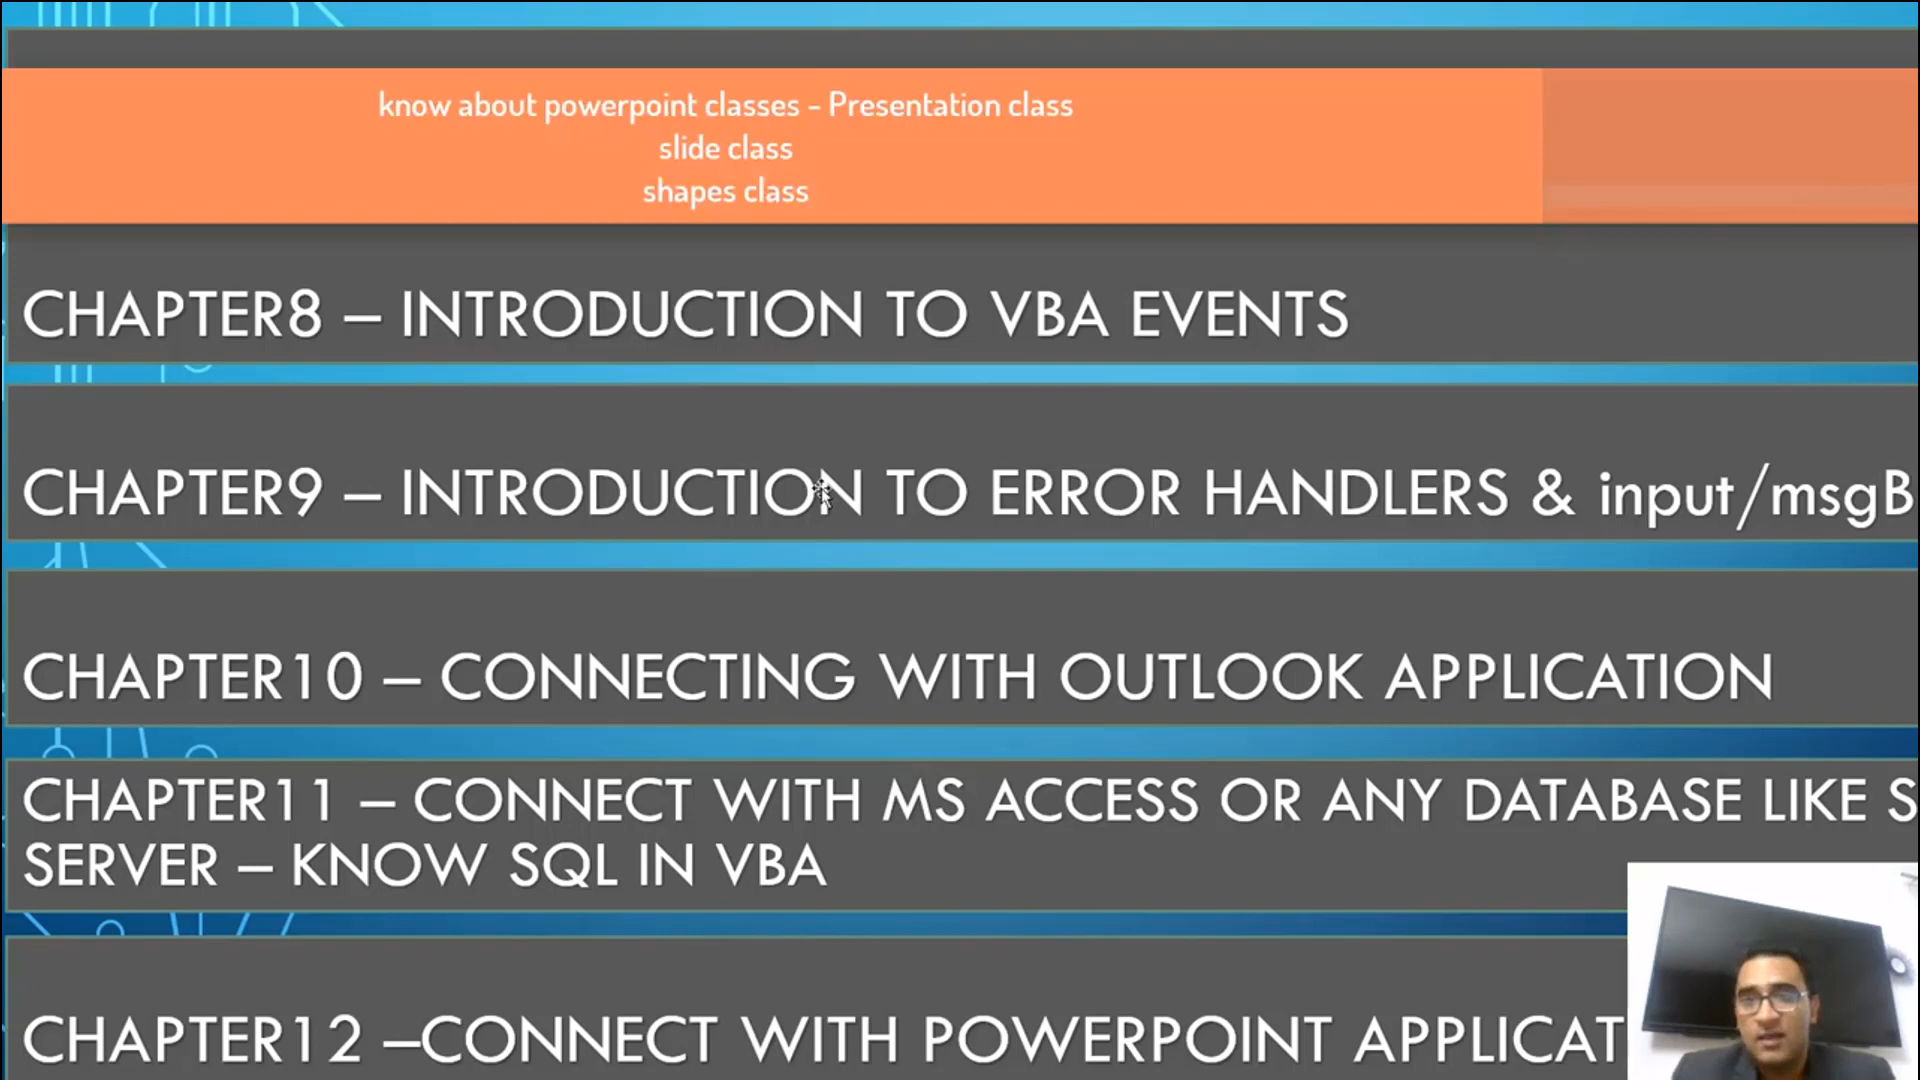 know about powerpoint classes - Presentation class
slide class
shapes class
CHAPTER8 – INTRODUCTION TO VBA EVENTS
CHAPTER9 – INTRODUCTION TO ERROR HANDLERS & input/msgB
CHAPTER10 – CONNECTING WITH OUTLOOK APPLICATION
CHAPTER11 – CONNECT WITH MS ACCESS OR ANY DATABASE LIKE S
SERVER – KNOW SQL IN VBA
CHAPTER12 –CONNECT WITH POWERPOINT APPLICAT